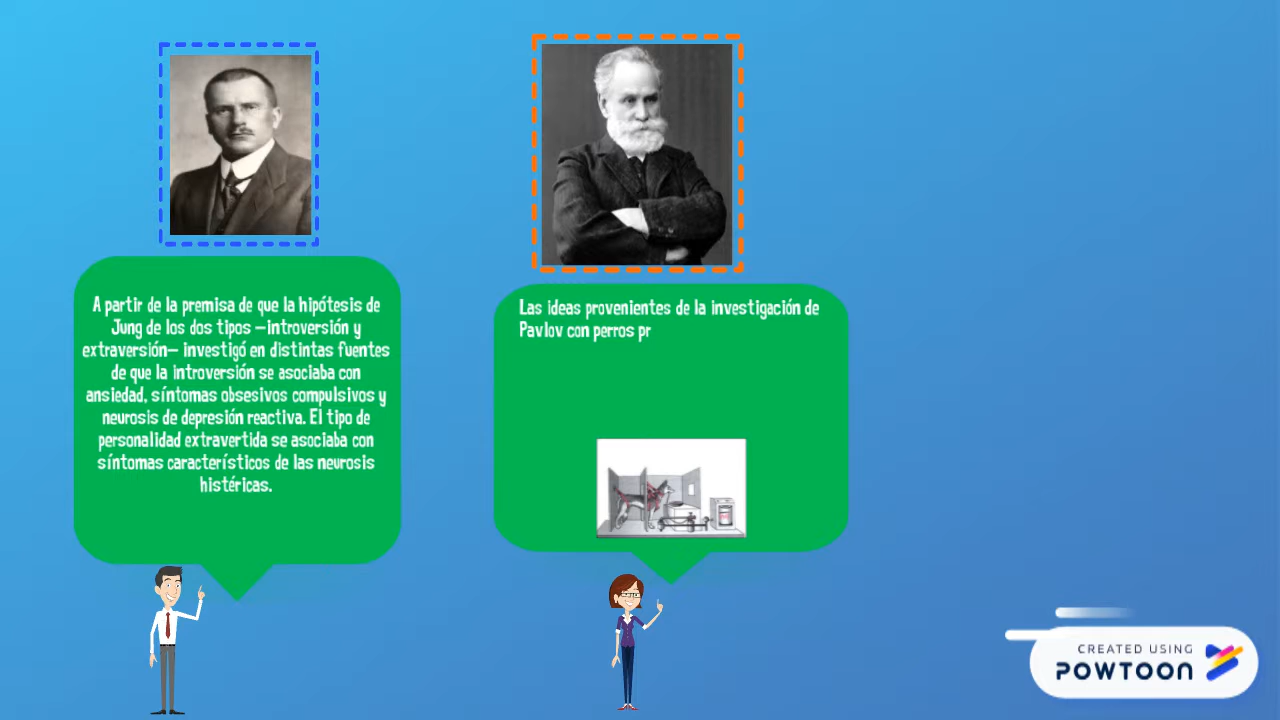 A partir de la premisa de que la hipótesis de
Jung de los dos tipos –introversión y
extraversión– investigó en distintas fuentes
de que la introversión se asociaba con
ansiedad, síntomas obsesivos compulsivos y
neurosis de depresión reactiva. El tipo de
personalidad extravertida se asociaba con
síntomas característicos de las neurosis
histéricas.
Las ideas provenientes de la investigación de
Pavlov con perros pr
CREATED USING
POWTOON